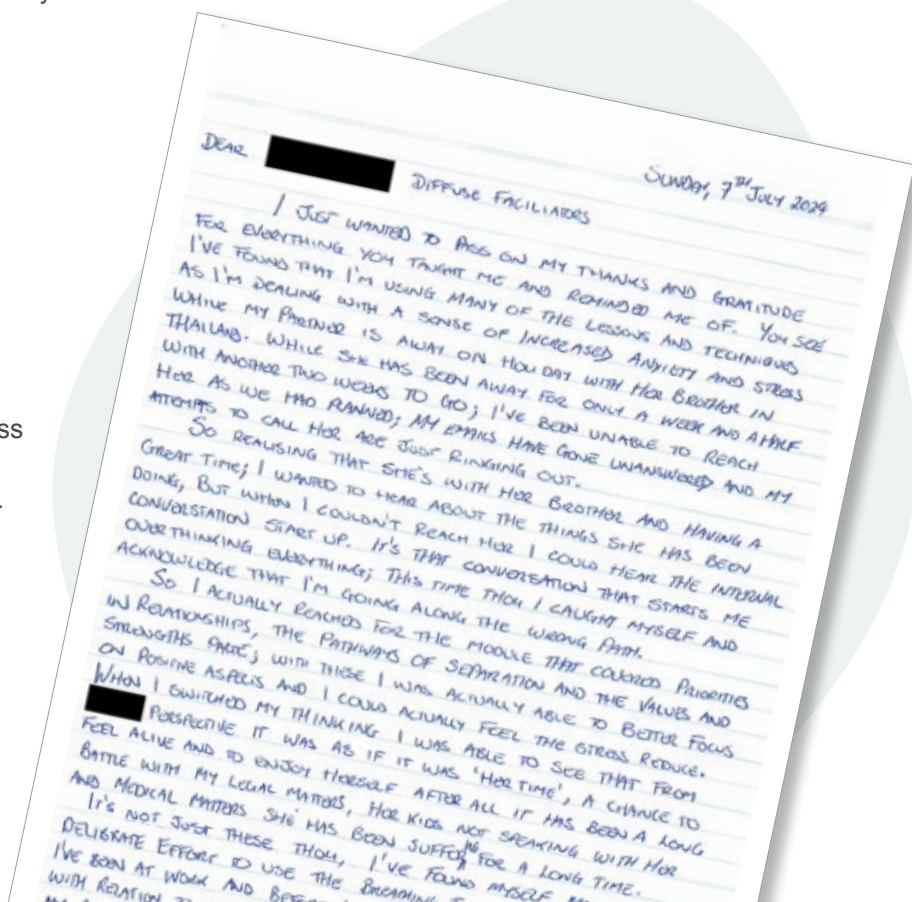 ss
.
SUNDAY, 7TH JULY 2024
DEAR DIFFUSE FACILIATORS
I JUST WANTED TO PASS ON MY THANKS AND GRATITUDE
FOR EVERYTHING YOU TAUGHT ME AND REMINDED ME OF. YOU SEE
I'VE FOUND THAT I'M USING MANY OF THE LESSONS AND TECHNIQUES
AS I'M DEALING WITH A SENSE OF INCREASED ANXIETY AND STRESS
WHILE MY PARTNER IS AWAY ON HOLIDAY WITH HER BROTHER IN
THAILAND. WHILE SHE HAS BEEN AWAY FOR ONLY A WEEK AND A HALF
WITH ANOTHER TWO WEEKS TO GO; I'VE BEEN UNABLE TO REACH
HER AS WE HAD PLANNED; MY EMAILS HAVE GONE UNANSWERED AND MY
ATTEMPTS TO CALL HER ARE JUST RINGING OUT.
SO REALISING THAT SHE'S WITH HER BROTHER AND HAVING A
GREAT TIME; I WANTED TO HEAR ABOUT THE THINGS SHE HAS BEEN
DOING, BUT WHEN I COULDN'T REACH HER I COULD HEAR THE INTERNAL
CONVERSTATION START UP. IT'S THAT CONVERSATION THAT STARTS ME
OVERTHINKING EVERYTHING; THIS TIME THOU I CAUGHT MYSELF AND
ACKNOWLEDGE THAT I'M GOING ALONG THE WRONG PATH.
SO I ACTUALLY REACHED FOR THE MODULE THAT COVERED PRIORITIES
IN RELATIONSHIPS, THE PATHWAYS OF SEPARATION AND THE VALUES AND
STRENGTHS PARTE; WITH THESE I WAS ACTUALLY ABLE TO BETTER FOCUS
ON POSITIVE ASPECTS AND I COULD ACTUALLY FEEL THE STRESS REDUCE.
WHEN I SWITCHED MY THINKING I WAS ABLE TO SEE THAT FROM
PERSPECTIVE IT WAS AS IF IT WAS 'HER TIME', A CHANCE TO
FEEL ALIVE AND TO ENJOY HERSELF AFTER ALL IT HAS BEEN A LONG
BATTLE WITH MY LEGAL MATTERS, HER KIDS NOT SPEAKING WITH HER
AND MEDICAL MATTERS SHE HAS BEEN SUFFERING FOR A LONG TIME.
IT'S NOT JUST THESE THOU, I'VE FOUND MYSELF
DELIBRATE EFFORT TO USE THE BREATHING
I'VE BEEN AT WORK AND
WITH RELATION